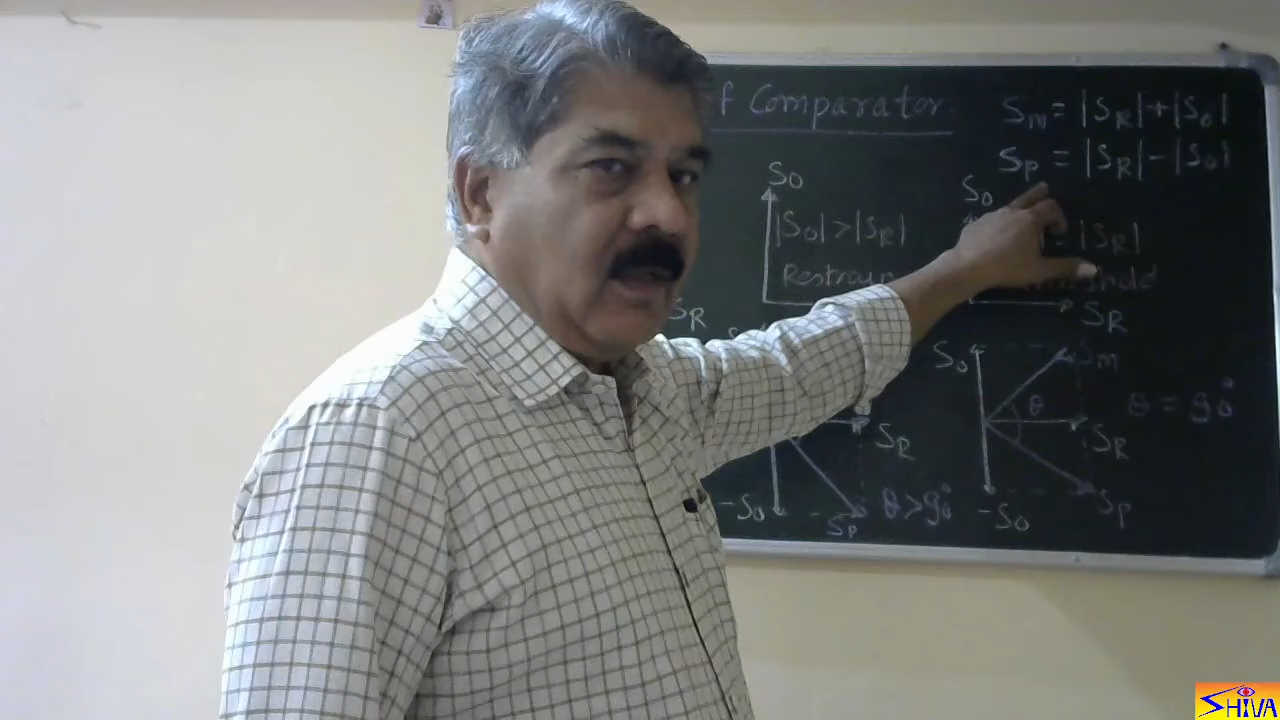 f Comparator.
Sm = |SR| + |SO|
Sp = |SR| - |SO|
SO
|SO| > |SR|
Restrain
SR
SO
= |SR|
SR
SR
-SO
Sp
θ > 90°
SO
Sm
θ
SR
-SO
Sp
θ = 90°
SHIVA